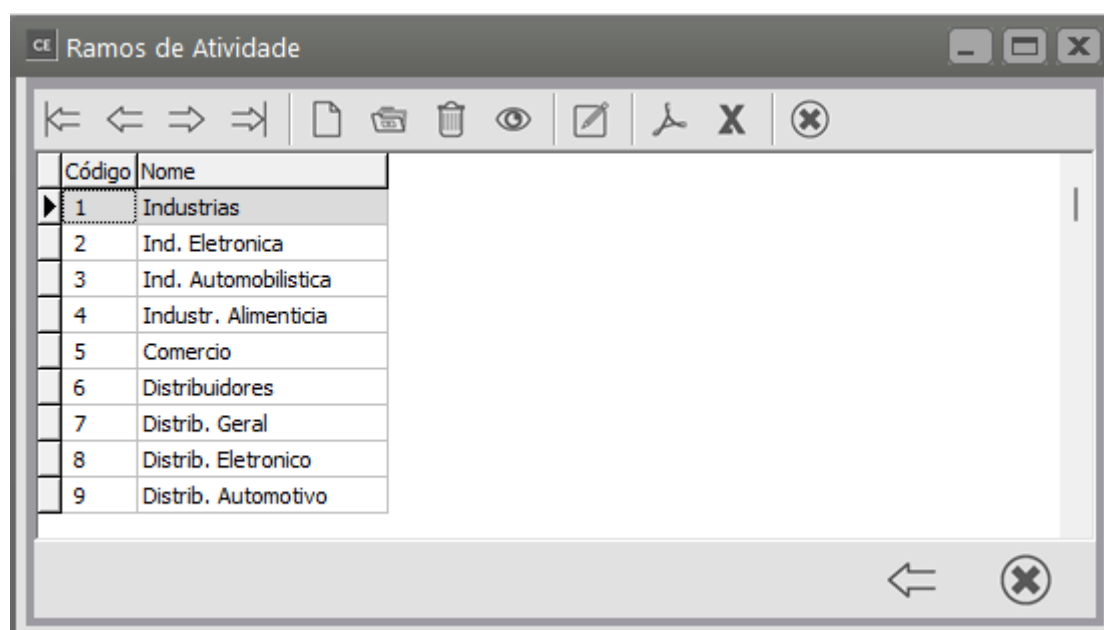 CE Ramos de Atividade
Código Nome
1 Industrias
2 Ind. Eletronica
3 Ind. Automobilistica
4 Industr. Alimenticia
5 Comercio
6 Distribuidores
7 Distrib. Geral
8 Distrib. Eletronico
9 Distrib. Automotivo